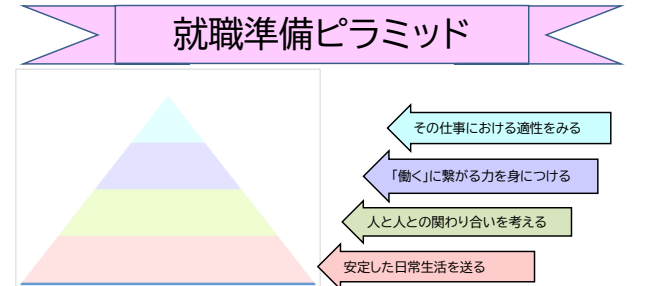 就職準備ピラミッド
その仕事における適性をみる
「働く」に繋がる力を身につける
人と人との関わり合いを考える
安定した日常生活を送る